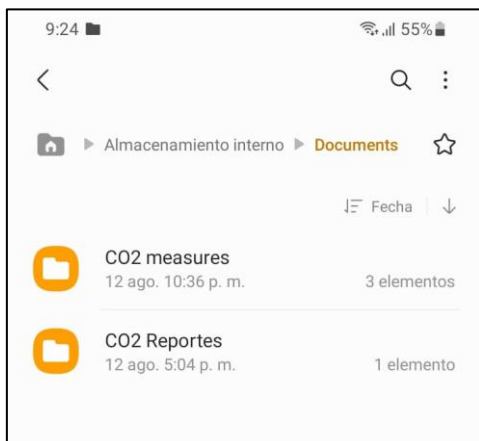 9:24 55%
Almacenamiento interno Documents
Fecha
CO2 measures
12 ago. 10:36 p. m. 3 elementos
CO2 Reportes
12 ago. 5:04 p. m. 1 elemento